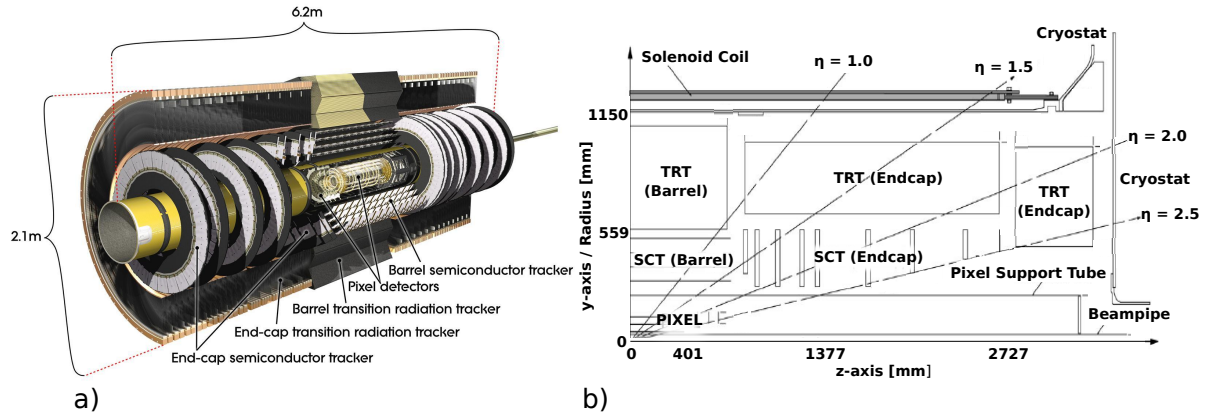 6.2m
2.1m
Barrel semiconductor tracker
Pixel detectors
Barrel transition radiation tracker
End-cap transition radiation tracker
End-cap semiconductor tracker
a)
Cryostat
Solenoid Coil
η = 1.0
η = 1.5
1150
η = 2.0
TRT
(Barrel)
TRT (Endcap)
TRT
(Endcap)
Cryostat
η = 2.5
559
SCT (Barrel)
SCT (Endcap)
Pixel Support Tube
PIXEL
Beampipe
y-axis / Radius [mm]
0
0
401
1377
2727
z-axis [mm]
b)